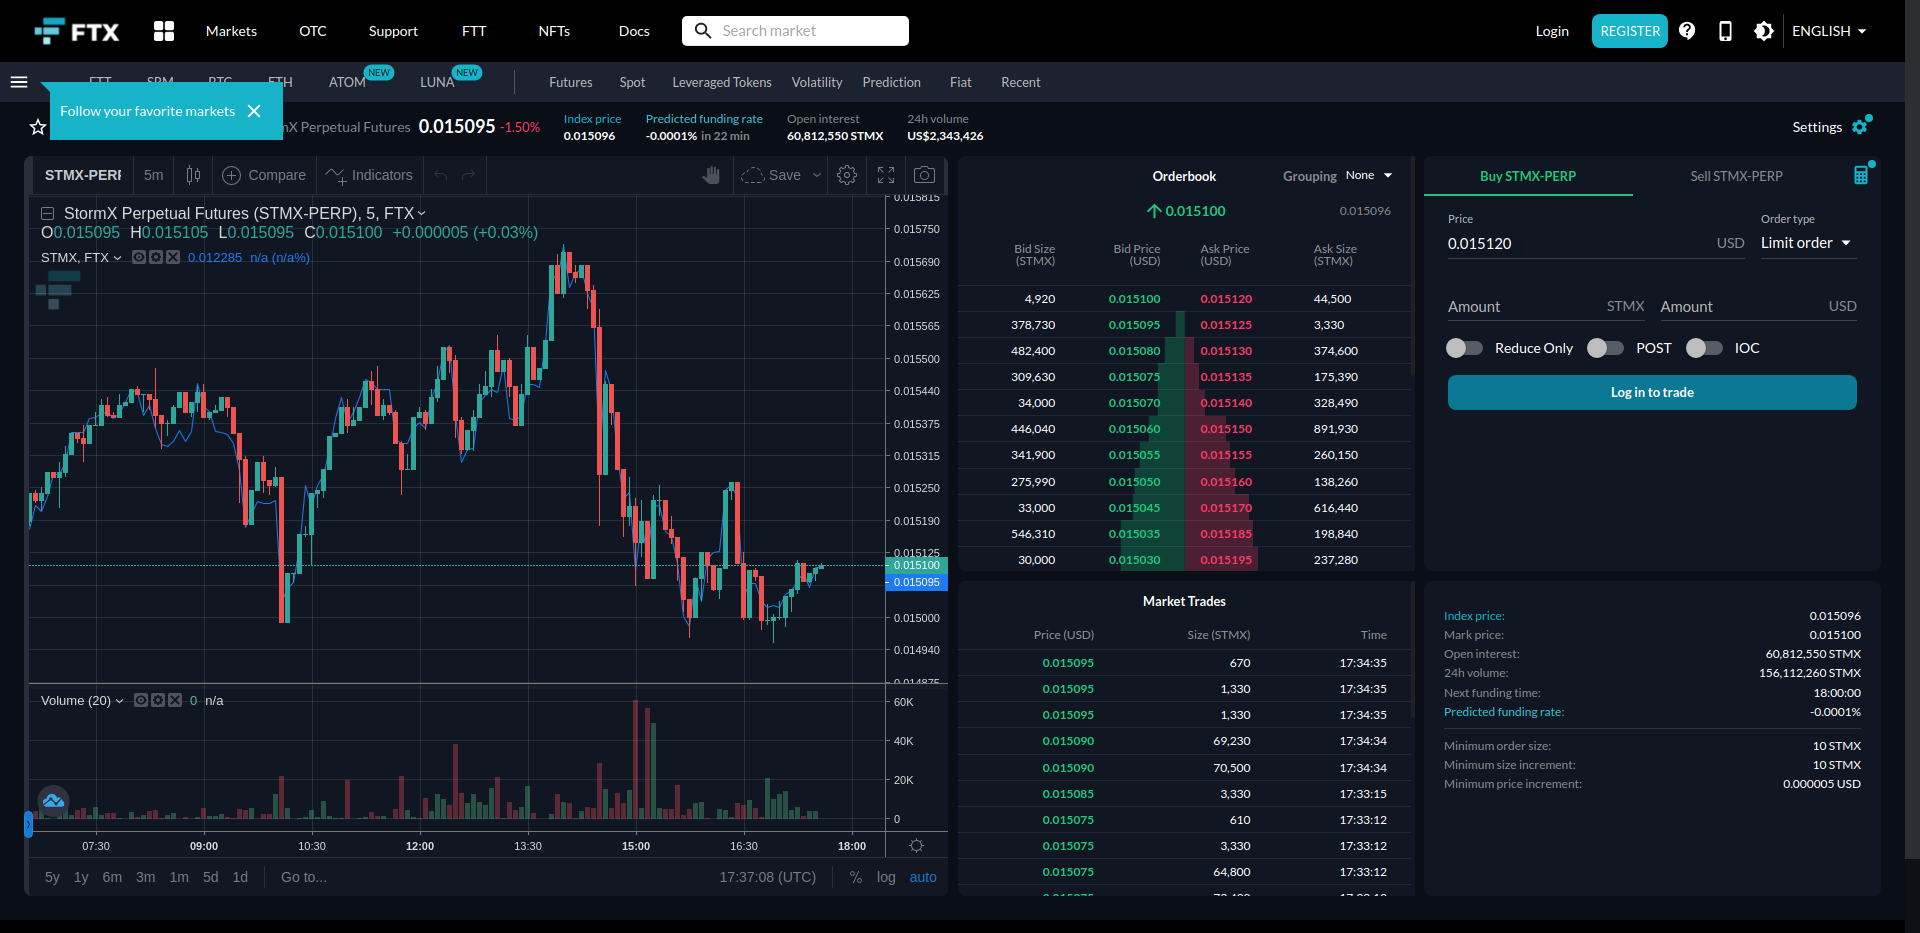 FTX Markets OTC Support FTT NFTs Docs Search market Login REGISTER ENGLISH
ATOM NEW LUNA NEW Futures Spot Leveraged Tokens Volatility Prediction Fiat Recent
Follow your favorite markets
Perpetual Futures 0.015095 -1.50%
Index price
0.015096
Predicted funding rate
-0.0001% in 22 min
Open interest
60,812,550 STMX
24h volume
US$2,343,426
Settings
STMX-PERP 5m Compare Indicators Save
StormX Perpetual Futures (STMX-PERP), 5, FTX
O0.015095 H0.015105 L0.015095 C0.015100 +0.000005 (+0.03%)
STMX, FTX 0.012285 n/a (n/a%)
0.015815
0.015750
0.015690
0.015625
0.015565
0.015500
0.015440
0.015375
0.015315
0.015250
0.015190
0.015125
0.015100
0.015095
0.015000
0.014940
0.014875
Volume (20) 0 n/a
60K
40K
20K
0
07:30 09:00 10:30 12:00 13:30 15:00 16:30 18:00
5y 1y 6m 3m 1m 5d 1d Go to... 17:37:08 (UTC) % log auto
Orderbook Grouping None
0.015100 0.015096
Bid Size (STMX) Bid Price (USD) Ask Price (USD) Ask Size (STMX)
4,920 0.015100 0.015120 44,500
378,730 0.015095 0.015125 3,330
482,400 0.015080 0.015130 374,600
309,630 0.015075 0.015135 175,390
34,000 0.015070 0.015140 328,490
446,040 0.015060 0.015150 891,930
341,900 0.015055 0.015155 260,150
275,990 0.015050 0.015160 138,260
33,000 0.015045 0.015170 616,440
546,310 0.015035 0.015185 198,840
30,000 0.015030 0.015195 237,280
Market Trades
Price (USD) Size (STMX) Time
0.015095 670 17:34:35
0.015095 1,330 17:34:35
0.015095 1,330 17:34:35
0.015090 69,230 17:34:34
0.015090 70,500 17:34:34
0.015085 3,330 17:33:15
0.015075 610 17:33:12
0.015075 3,330 17:33:12
0.015075 64,800 17:33:12
Buy STMX-PERP Sell STMX-PERP
Price Order type
0.015120 USD Limit order
Amount STMX Amount USD
Reduce Only POST IOC
Log in to trade
Index price: 0.015096
Mark price: 0.015100
Open interest: 60,812,550 STMX
24h volume: 156,112,260 STMX
Next funding time: 18:00:00
Predicted funding rate: -0.0001%
Minimum order size: 10 STMX
Minimum size increment: 10 STMX
Minimum price increment: 0.000005 USD